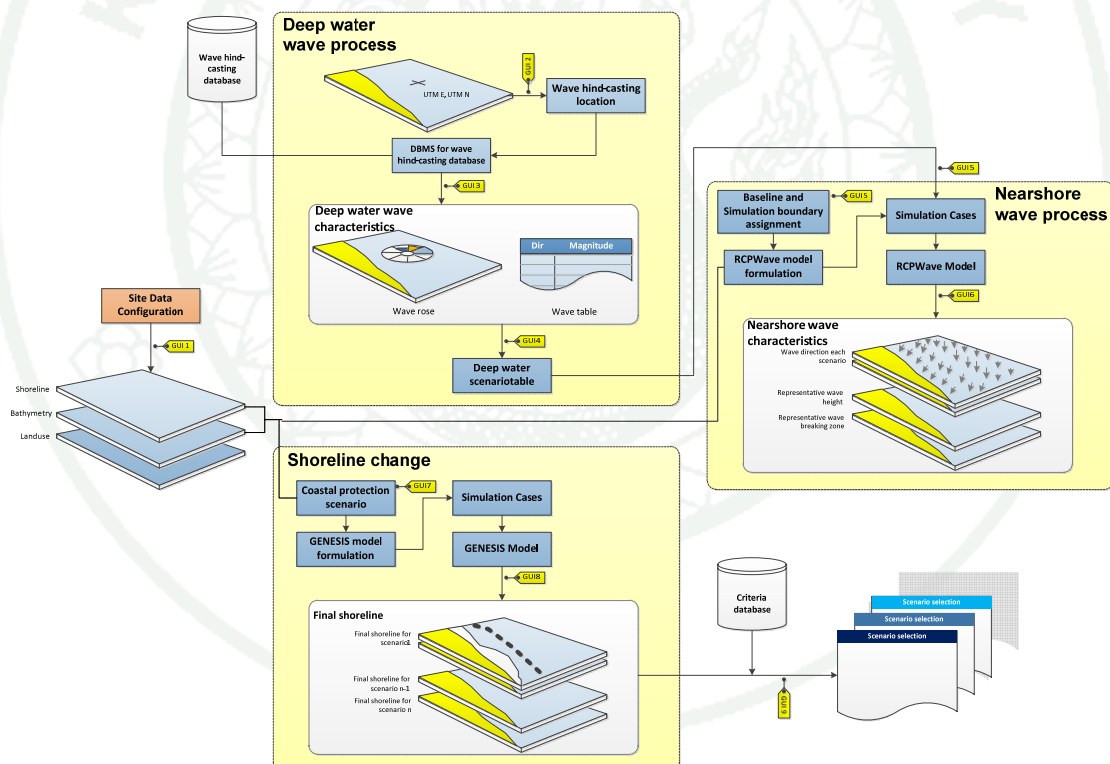 Deep water
wave process
Wave hind-
casting
database
GUI 2
UTM E, UTM N
Wave hind-casting
location
DBMS for wave
hind-casting database
GUI 3
Deep water wave
characteristics
Dir Magnitude
Wave rose
Wave table
GUI4
Deep water
scenariotable
Site Data
Configuration
GUI 1
Shoreline
Bathymetry
Landuse
GUI5
Nearshore
wave process
Baseline and
Simulation boundary
assignment
GUI5
Simulation Cases
RCPWave model
formulation
RCPWave Model
GUI6
Nearshore wave
characteristics
Wave direction each
scenario
Representative wave
height
Representative wave
breaking zone
Shoreline change
Coastal protection
scenario
GUI7
Simulation Cases
GENESIS model
formulation
GENESIS Model
GUI8
Final shoreline
Final shoreline for
scenario1
Final shoreline for
scenario n-1
Final shoreline for
scenario n
Criteria
database
GUI 9
Scenario selection
Scenario selection
Scenario selection